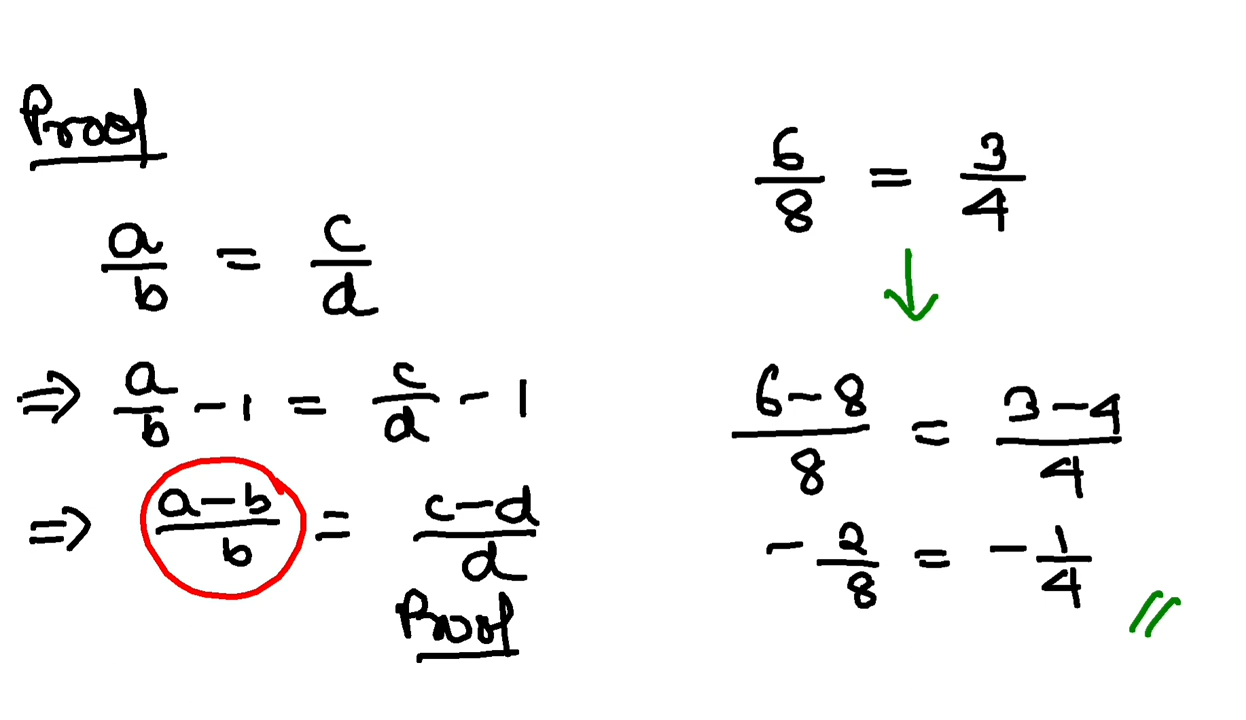 Proof
a/b = c/d
⇒ a/b - 1 = c/d - 1
⇒ (a-b)/b = (c-d)/d
Proof
6/8 = 3/4
↓
(6-8)/8 = (3-4)/4
-2/8 = -1/4 //